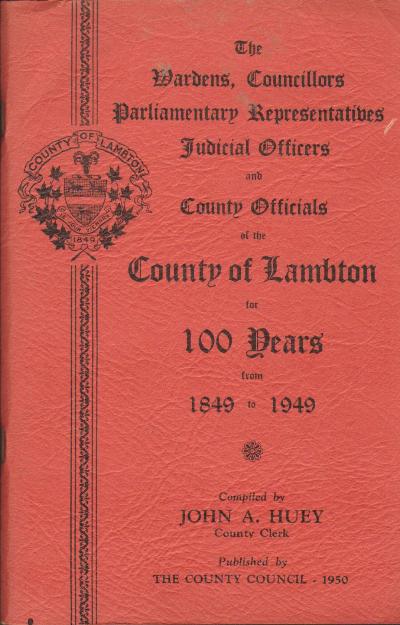 The
Wardens, Councillors
Parliamentary Representatives
Judicial Officers
and
County Officials
of the
County of Lambton
for
100 Years
from
1849 to 1949
Compiled by
JOHN A. HUEY
County Clerk
Published by
THE COUNTY COUNCIL - 1950
COUNTY OF LAMBTON
1849